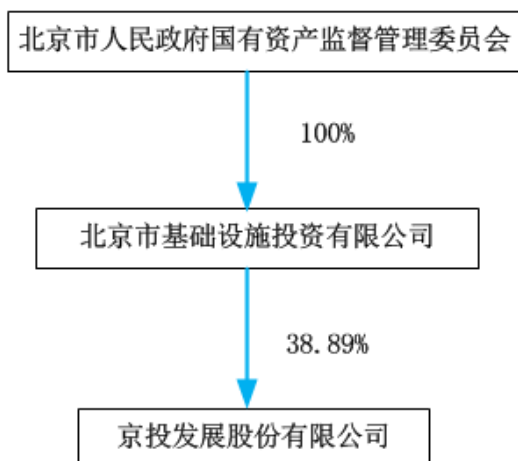 北京市人民政府国有资产监督管理委员会
100%
北京市基础设施投资有限公司
38.89%
京投发展股份有限公司